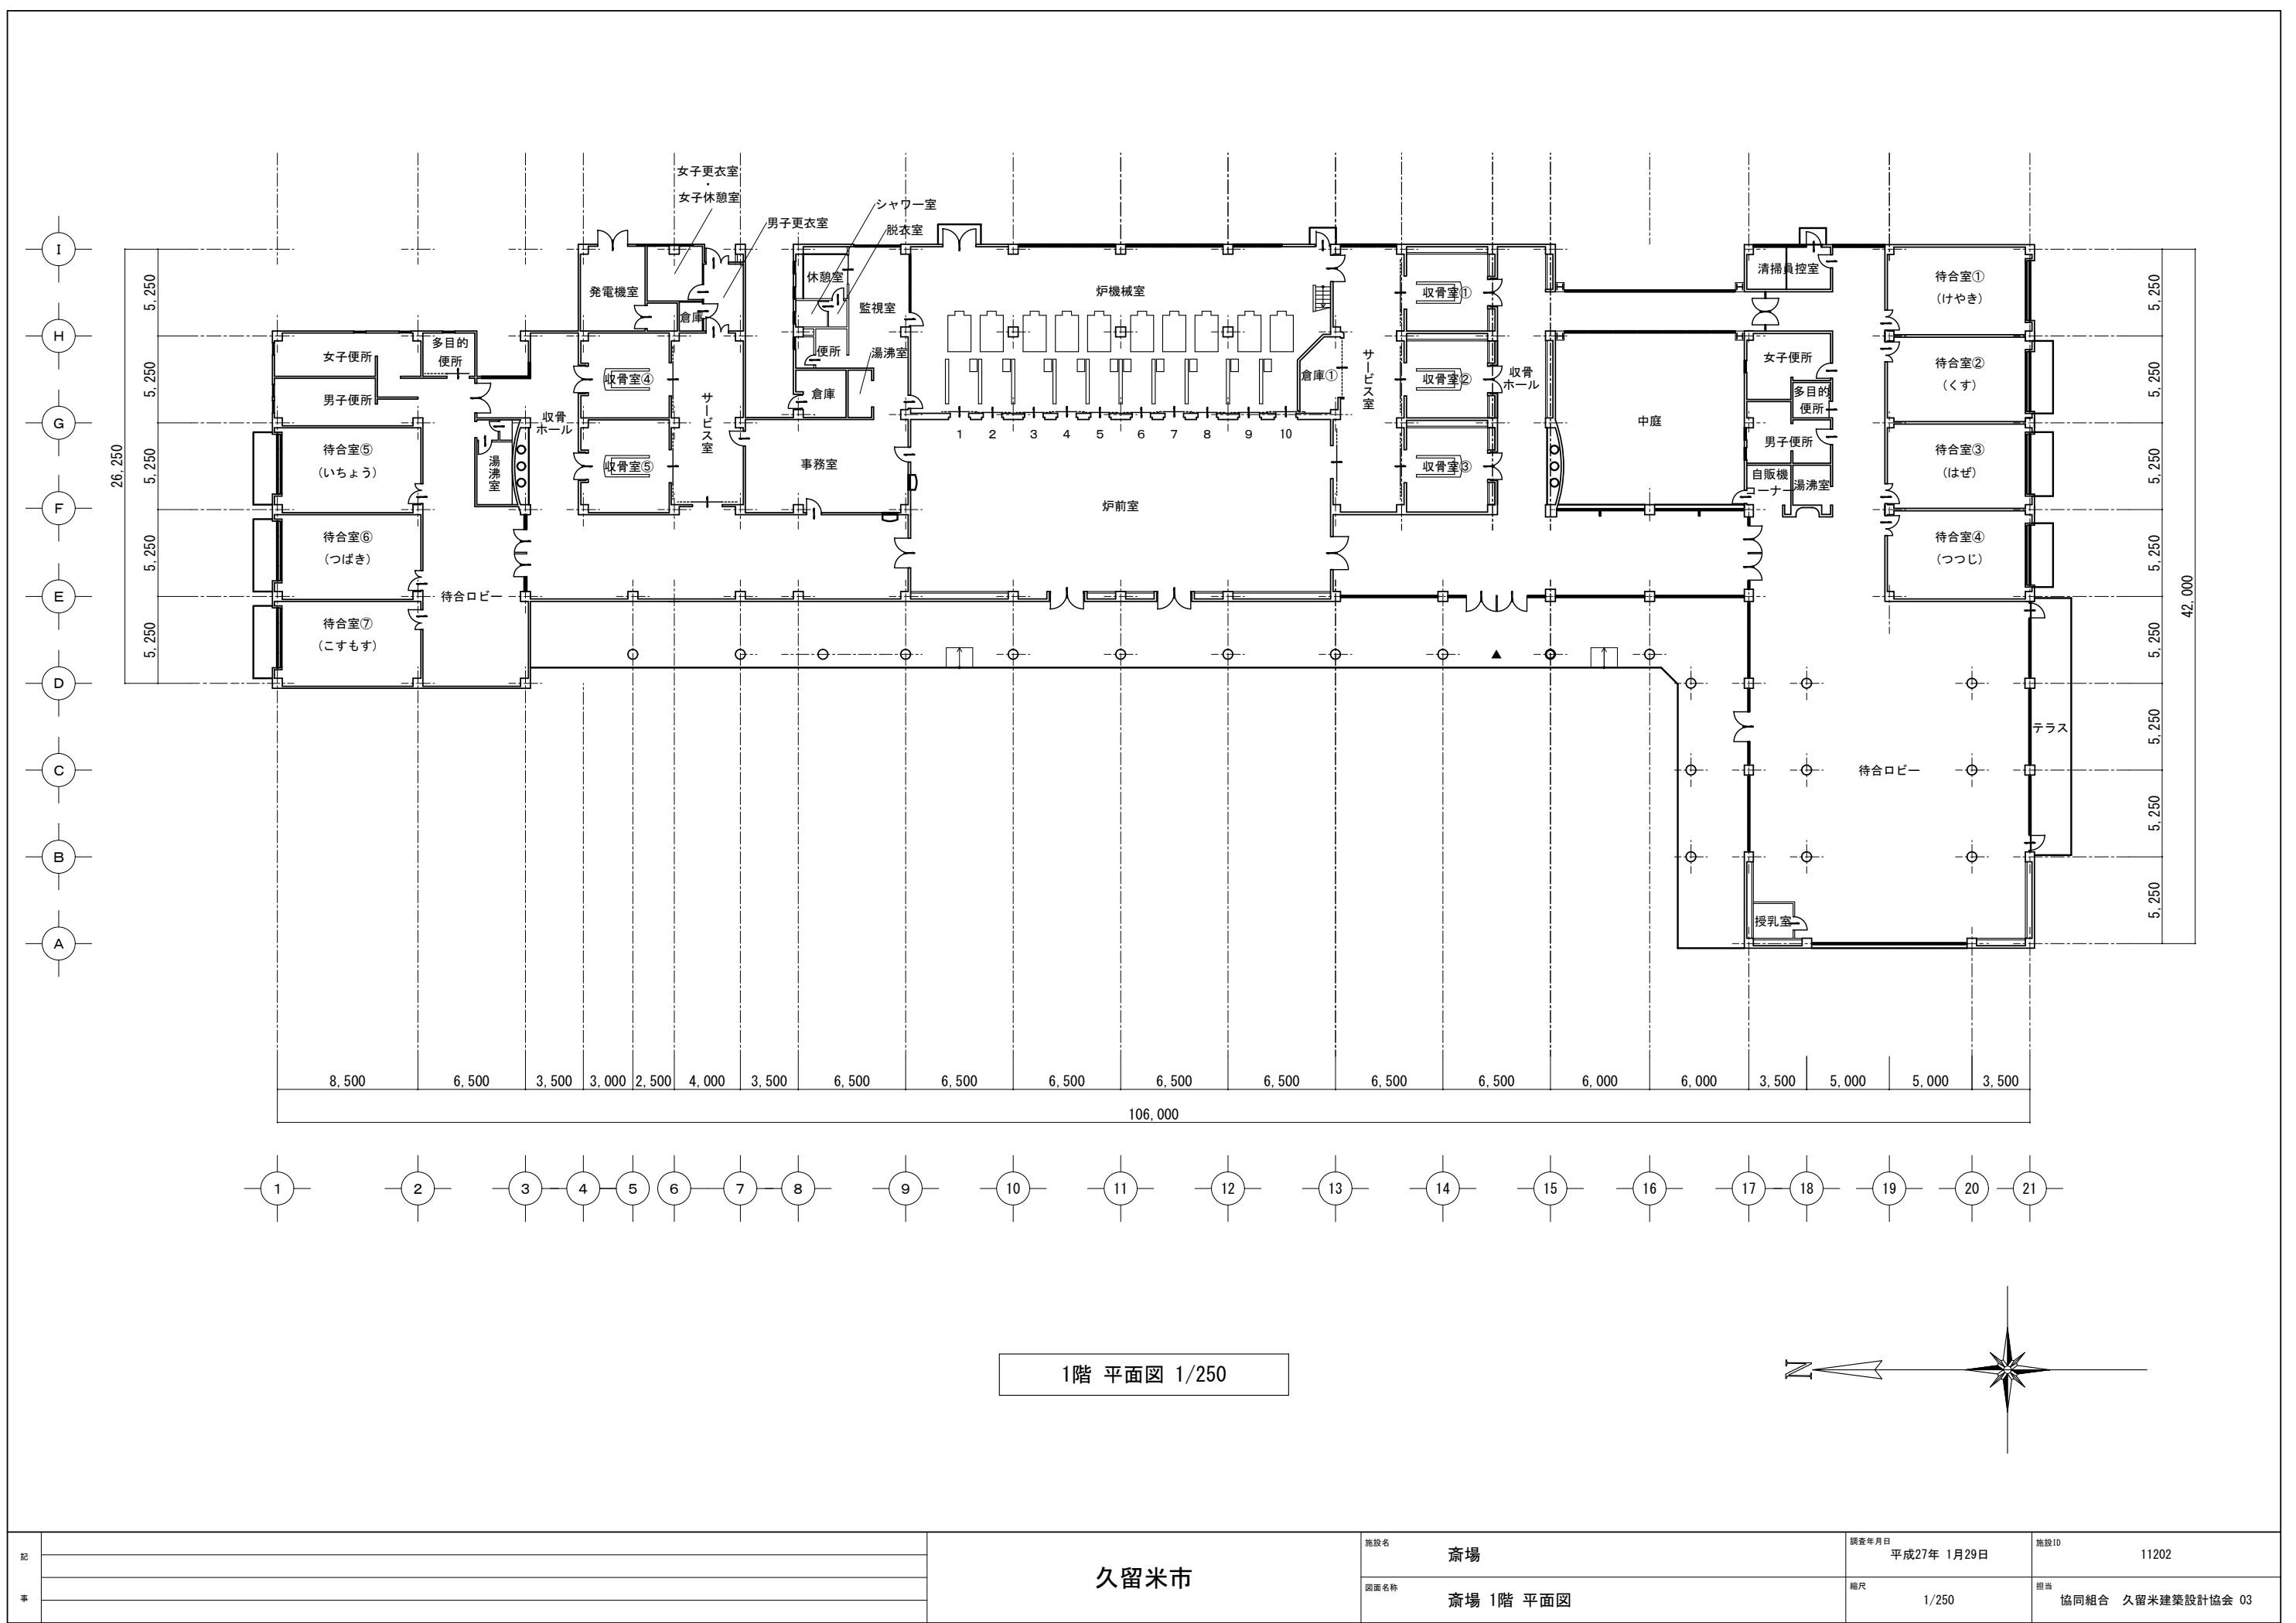 女子更衣室
・
女子休憩室
男子更衣室
シャワー室
脱衣室
I
H
G
F
E
D
C
B
A
26,250
5,250
5,250
5,250
5,250
5,250
発電機室
倉庫
休憩室
監視室
便所
湯沸室
倉庫
炉機械室
倉庫①
サービス室
収骨室①
収骨室②
収骨室③
収骨
ホール
中庭
清掃員控室
女子便所
多目的
便所
男子便所
自販機
コーナー
湯沸室
待合室①
(けやき)
待合室②
(くす)
待合室③
(はぜ)
待合室④
(つつじ)
女子便所
多目的
便所
男子便所
収骨
ホール
収骨室④
収骨室⑤
サービス室
湯沸室
事務室
1 2 3 4 5 6 7 8 9 10
炉前室
待合室⑤
(いちょう)
待合室⑥
(つばき)
待合室⑦
(こすもす)
待合ロビー
待合ロビー
テラス
授乳室
5,250
5,250
5,250
5,250
5,250
5,250
5,250
5,250
42,000
8,500 6,500 3,500 3,000 2,500 4,000 3,500 6,500 6,500 6,500 6,500 6,500 6,500 6,500 6,000 6,000 3,500 5,000 5,000 3,500
106,000
1 2 3 4 5 6 7 8 9 10 11 12 13 14 15 16 17 18 19 20 21
1階 平面図 1/250
N
記事
久留米市
施設名 斎場
図面名称 斎場 1階 平面図
調査年月日 平成27年 1月29日
縮尺 1/250
施設ID 11202
担当 協同組合 久留米建築設計協会 03